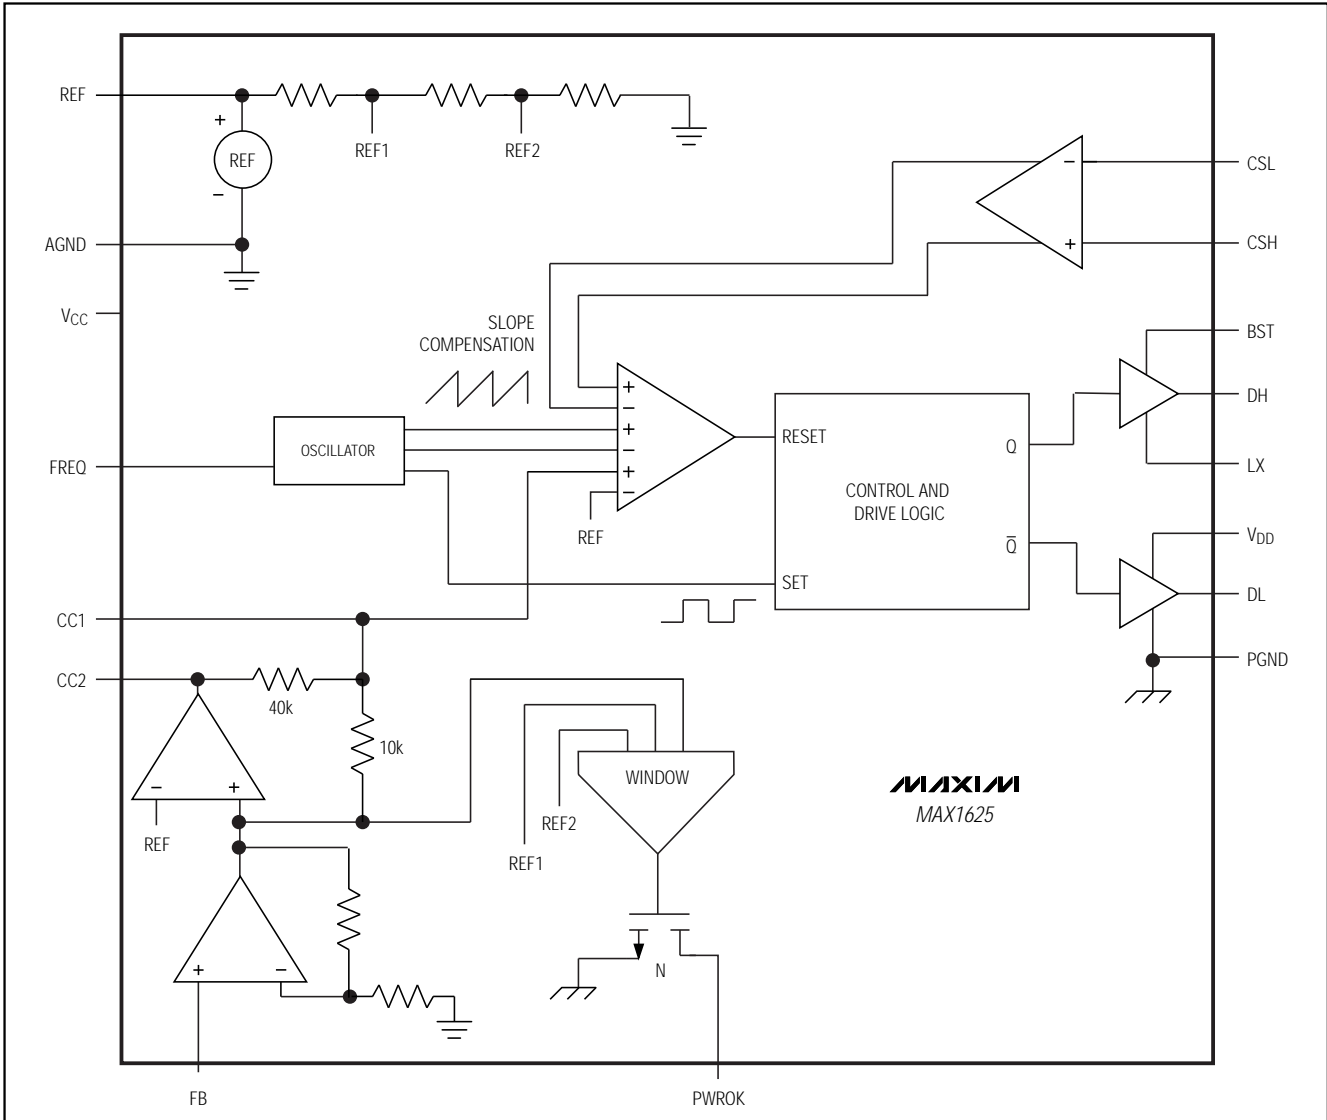 REF
+
REF
−
REF1
REF2
AGND
VCC
−
CSL
+
CSH
SLOPE
COMPENSATION
BST
DH
LX
FREQ
OSCILLATOR
+
−
+
−
+
−
REF
RESET
Q
CONTROL AND
DRIVE LOGIC
Q̅
SET
VDD
DL
PGND
CC1
CC2
40k
10k
−
+
REF
WINDOW
REF2
REF1
MAXIM
MAX1625
+
−
N
FB
PWROK